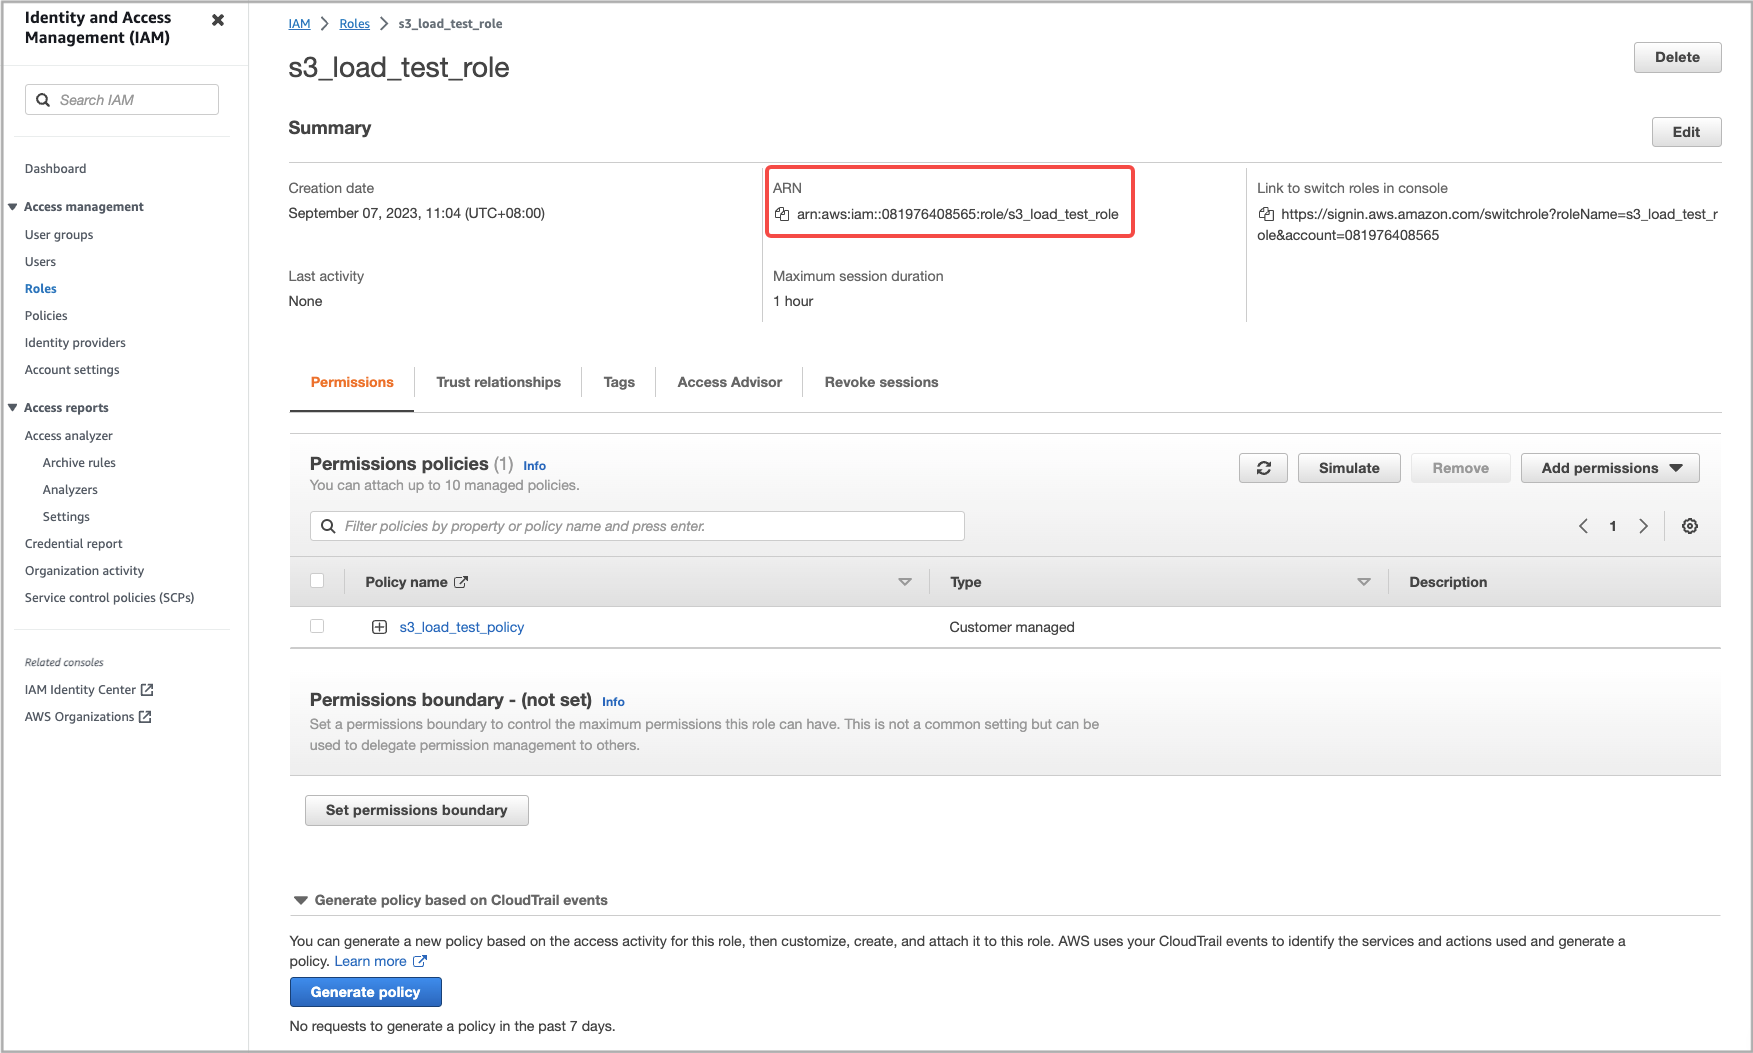 Identity and Access
Management (IAM)
Search IAM
Dashboard
Access management
User groups
Users
Roles
Policies
Identity providers
Account settings
Access reports
Access analyzer
Archive rules
Analyzers
Settings
Credential report
Organization activity
Service control policies (SCPs)
Related consoles
IAM Identity Center
AWS Organizations
IAM > Roles > s3_load_test_role
s3_load_test_role
Delete
Summary
Edit
Creation date
September 07, 2023, 11:04 (UTC+08:00)
ARN
arn:aws:iam::081976408565:role/s3_load_test_role
Link to switch roles in console
https://signin.aws.amazon.com/switchrole?roleName=s3_load_test_r
ole&account=081976408565
Last activity
None
Maximum session duration
1 hour
Permissions
Trust relationships
Tags
Access Advisor
Revoke sessions
Permissions policies (1) Info
You can attach up to 10 managed policies.
Simulate
Remove
Add permissions
Filter policies by property or policy name and press enter.
1
Policy name
Type
Description
s3_load_test_policy
Customer managed
Permissions boundary - (not set) Info
Set a permissions boundary to control the maximum permissions this role can have. This is not a common setting but can be
used to delegate permission management to others.
Set permissions boundary
Generate policy based on CloudTrail events
You can generate a new policy based on the access activity for this role, then customize, create, and attach it to this role. AWS uses your CloudTrail events to identify the services and actions used and generate a
policy. Learn more
Generate policy
No requests to generate a policy in the past 7 days.